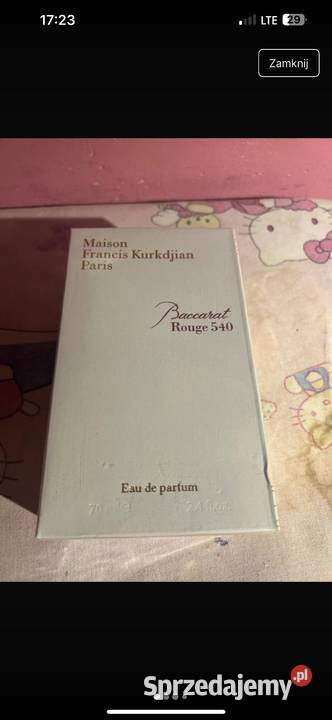 17:23
LTE 29
Zamknij
Maison
Francis Kurkdjian
Paris
Baccarat
Rouge 540
Eau de parfum
Sprzedajemy.pl